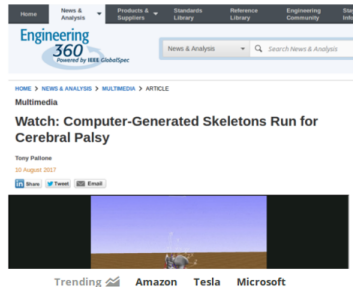 Home News & Analysis Products & Suppliers Standards Library Reference Library Engineering Community
Engineering
360
Powered by IEEE GlobalSpec
News & Analysis Search News & Analysis
HOME > NEWS & ANALYSIS > MULTIMEDIA > ARTICLE
Multimedia
Watch: Computer-Generated Skeletons Run for
Cerebral Palsy
Tony Pallone
10 August 2017
in Share Tweet Email
Trending Amazon Tesla Microsoft